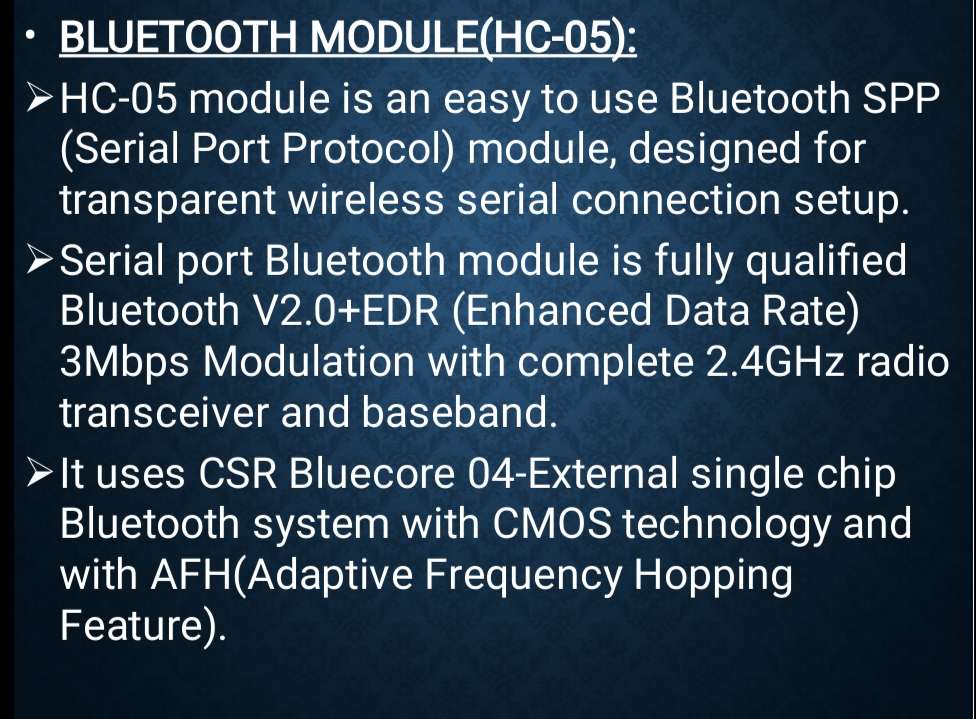 • BLUETOOTH MODULE(HC-05):
➢HC-05 module is an easy to use Bluetooth SPP
(Serial Port Protocol) module, designed for
transparent wireless serial connection setup.
➢Serial port Bluetooth module is fully qualified
Bluetooth V2.0+EDR (Enhanced Data Rate)
3Mbps Modulation with complete 2.4GHz radio
transceiver and baseband.
➢It uses CSR Bluecore 04-External single chip
Bluetooth system with CMOS technology and
with AFH(Adaptive Frequency Hopping
Feature).